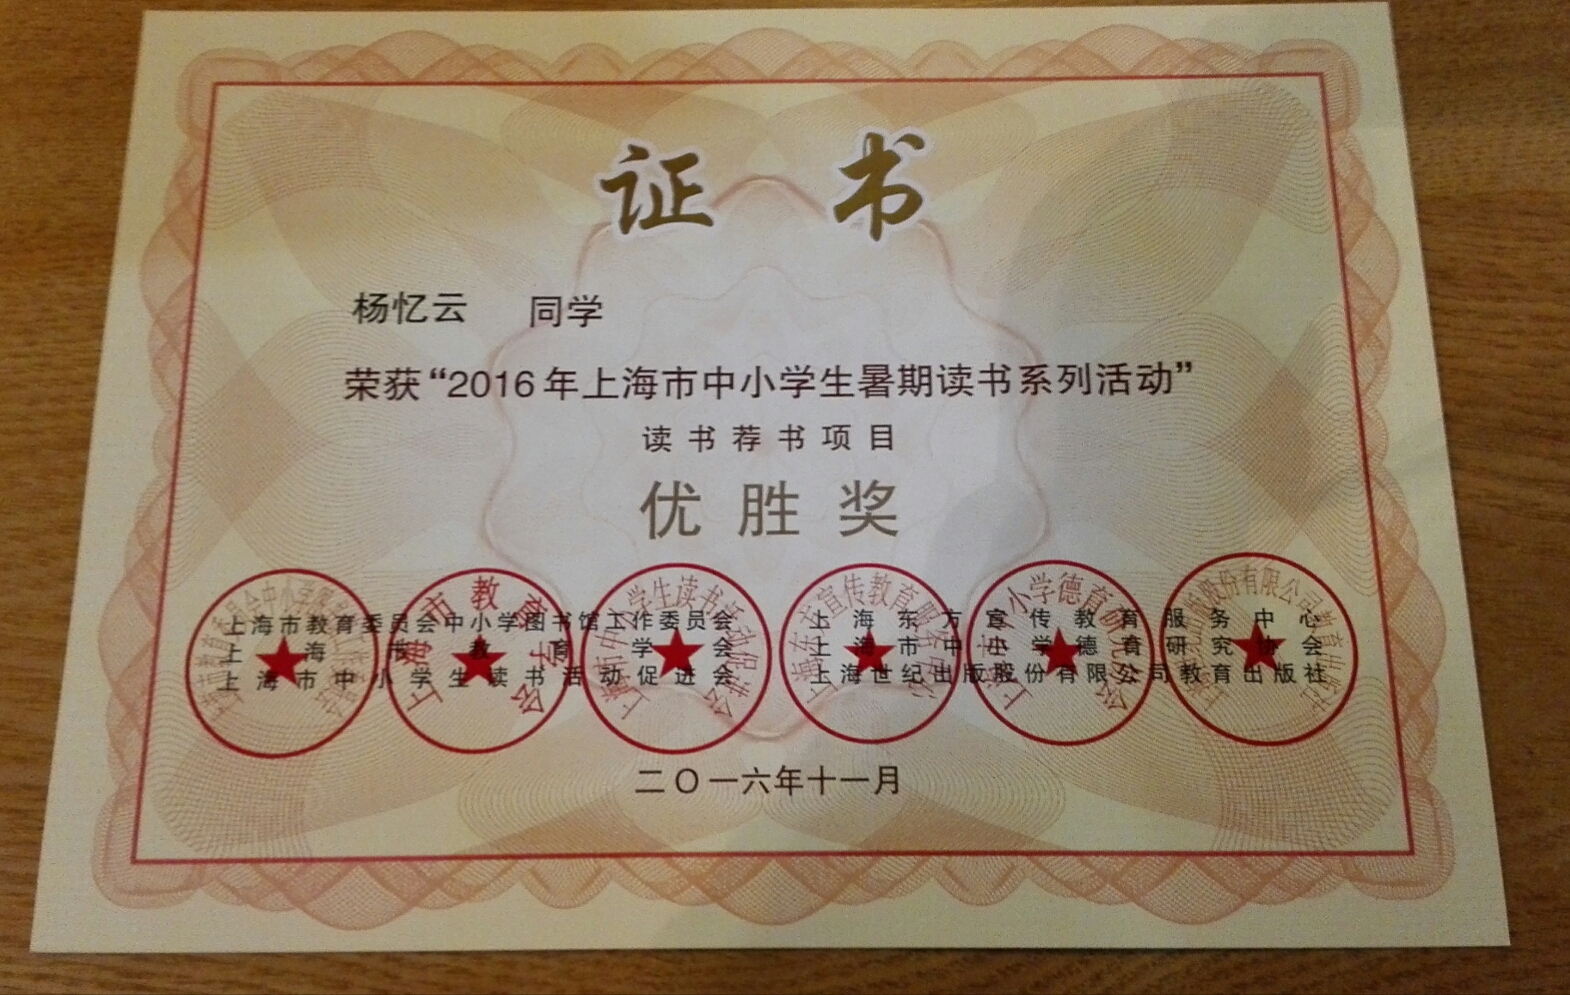 证书
杨忆云 同学
荣获“2016年上海市中小学生暑期读书系列活动”
读书荐书项目
优胜奖
上海市教育委员会中小学图书馆工作委员会
上海市教育学会
上海市中小学生读书活动促进会
上海东方宣传教育服务中心
上海市中小学德育研究协会
上海世纪出版股份有限公司教育出版社
二〇一六年十一月